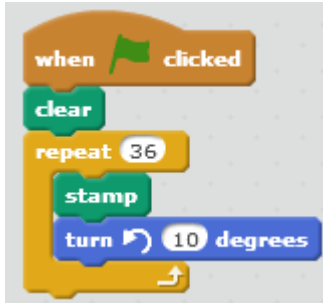 when clicked
clear
repeat 36
stamp
turn 10 degrees